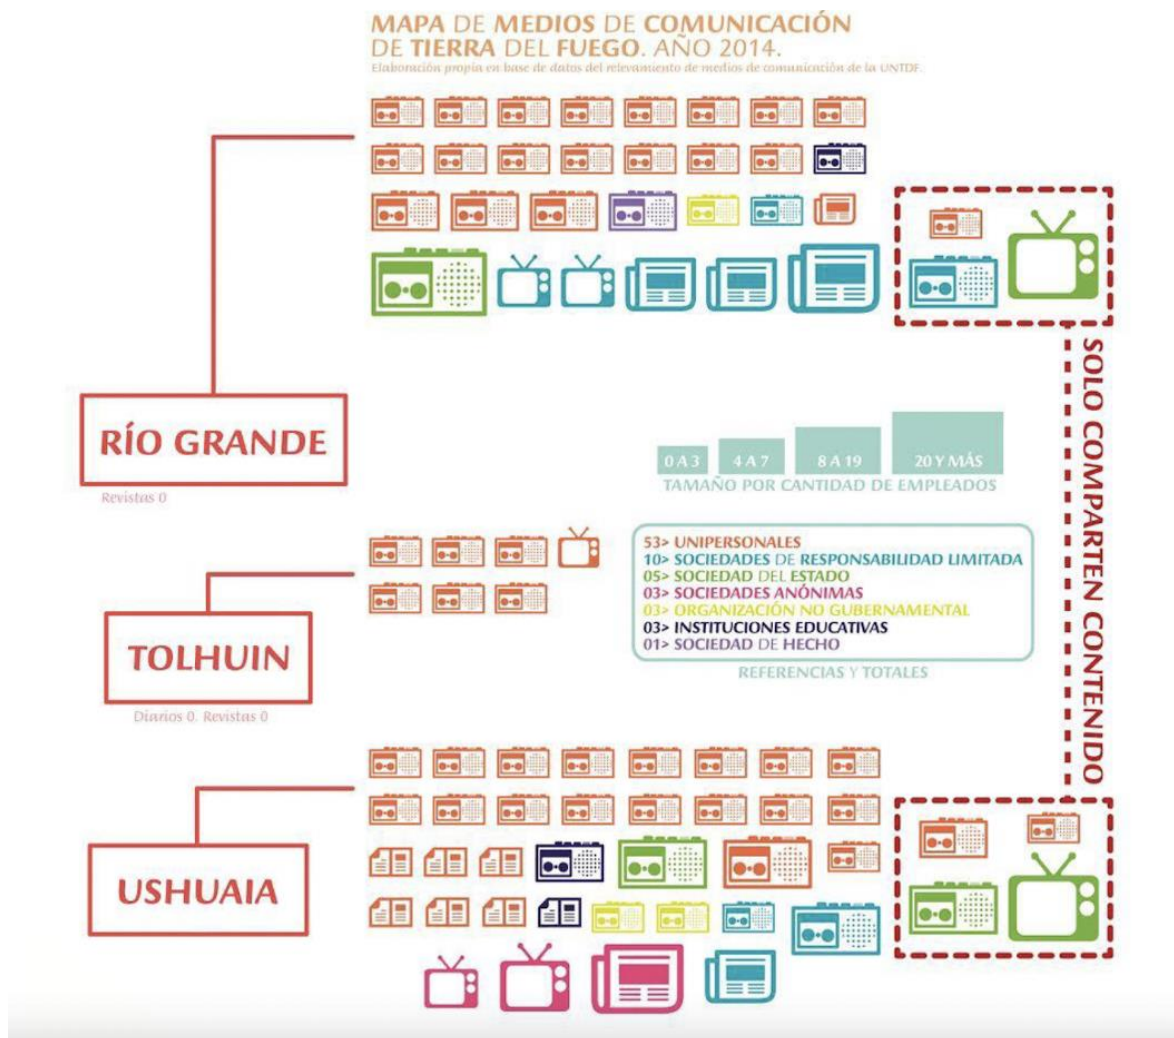 MAPA DE MEDIOS DE COMUNICACIÓN
DE TIERRA DEL FUEGO. AÑO 2014.
Elaboración propia en base de datos del relevamiento de medios de comunicación de la UNTDF.
RÍO GRANDE
Revistas 0
0 A 3
4 A 7
8 A 19
20 Y MÁS
TAMAÑO POR CANTIDAD DE EMPLEADOS
53> UNIPERSONALES
10> SOCIEDADES DE RESPONSABILIDAD LIMITADA
05> SOCIEDAD DEL ESTADO
03> SOCIEDADES ANÓNIMAS
03> ORGANIZACIÓN NO GUBERNAMENTAL
03> INSTITUCIONES EDUCATIVAS
01> SOCIEDAD DE HECHO
REFERENCIAS Y TOTALES
TOLHUIN
Diarios 0. Revistas 0
USHUAIA
SOLO COMPARTEN CONTENIDO